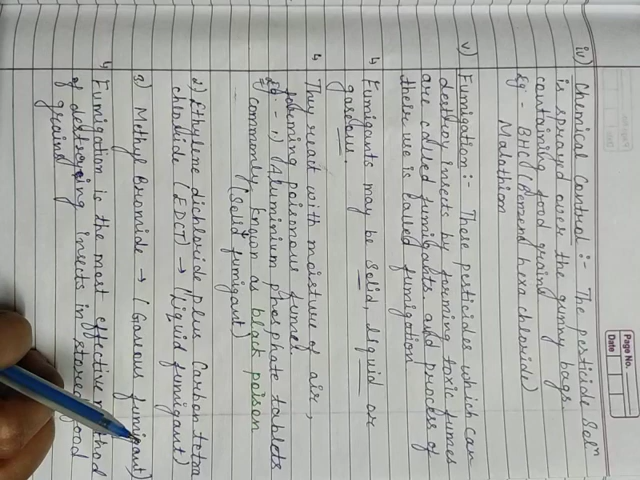 Page No.
Date
iv) Chemical Contrual :- The pesticide Solⁿ
is sprayed over the gunny bags
containing food grains
Eg - BHC (Benzend hexa chloride)
Malathion
v) Fumigation :- These pesticides which can
destroy insects by forming toxic fumes
are called fumigants. and process of
there use is called fumigation
↳ Fumigants may be Solid, liquid or
gaseous.
↳ They react with moisture of air,
forming poisonous fumes.
Eg - 1) (Aluminium phosphate tablets
commonly known as black poison
(Solid fumigant)
2) Ethylene dichloride plus Carbon tetra
chloride (EDCT) → (Liquid fumigant)
3) Methyl Bromide → (Gaseous fumigant)
↳ Fumigation is the most effective method
of destroying insects in stored food
grains